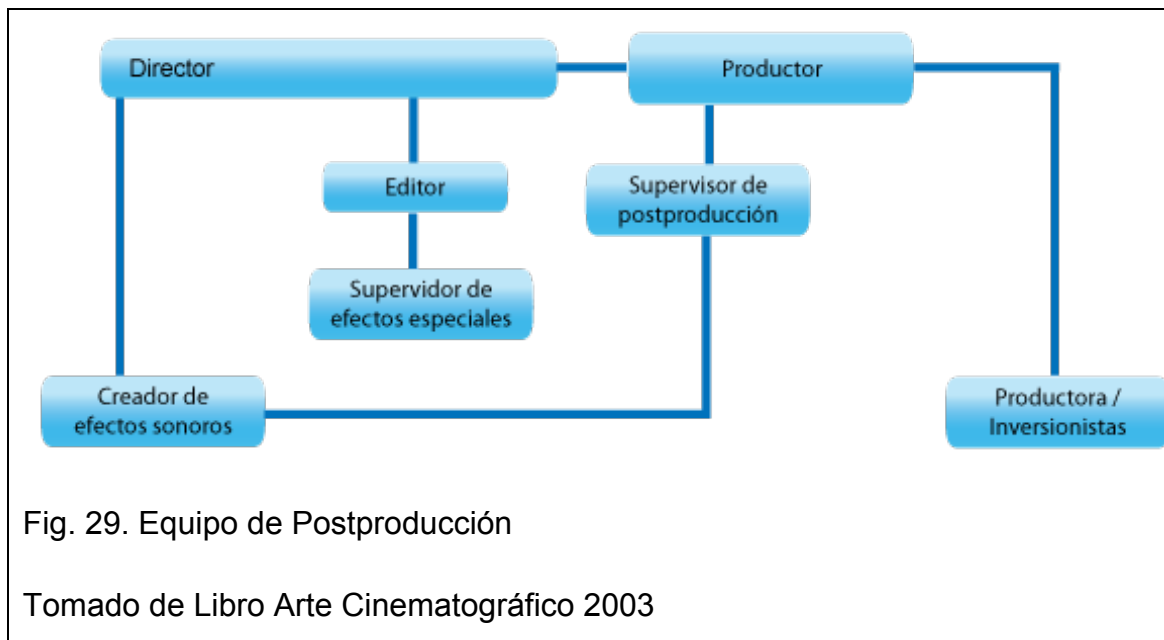 Director
Productor
Editor
Supervisor de
postproducción
Supervidor de
efectos especiales
Creador de
efectos sonoros
Productora /
Inversionistas
Fig. 29. Equipo de Postproducción
Tomado de Libro Arte Cinematográfico 2003